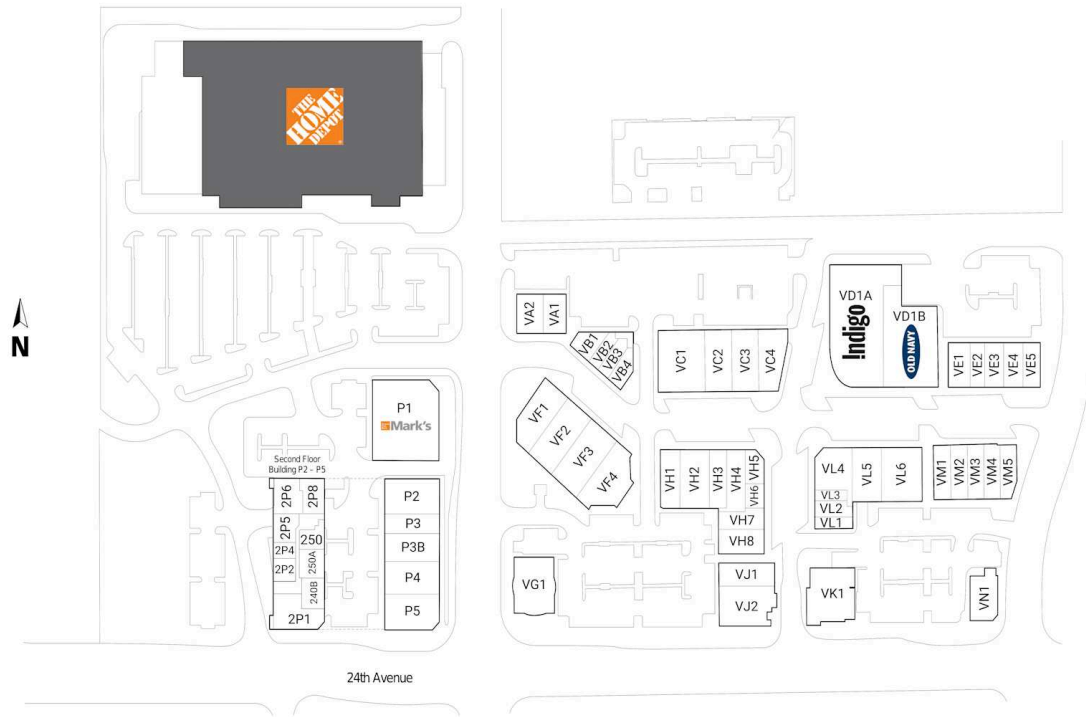 THE
HOME
DEPOT
N
VA2
VA1
VB1
VB2
VB3
VB4
VC1
VC2
VC3
VC4
VD1A
!ndigo
VD1B
OLD NAVY
VE1
VE2
VE3
VE4
VE5
P1
Mark's
VF1
VF2
VF3
VF4
VH1
VH2
VH3
VH4
VH5
VH6
VH7
VH8
VL4
VL5
VL6
VL3
VL2
VL1
VM1
VM2
VM3
VM4
VM5
Second Floor
Building P2 - P5
2P6
2P8
2P5
250
2P4
2P2
250A
240B
2P1
P2
P3
P3B
P4
P5
VG1
VJ1
VJ2
VK1
VN1
24th Avenue